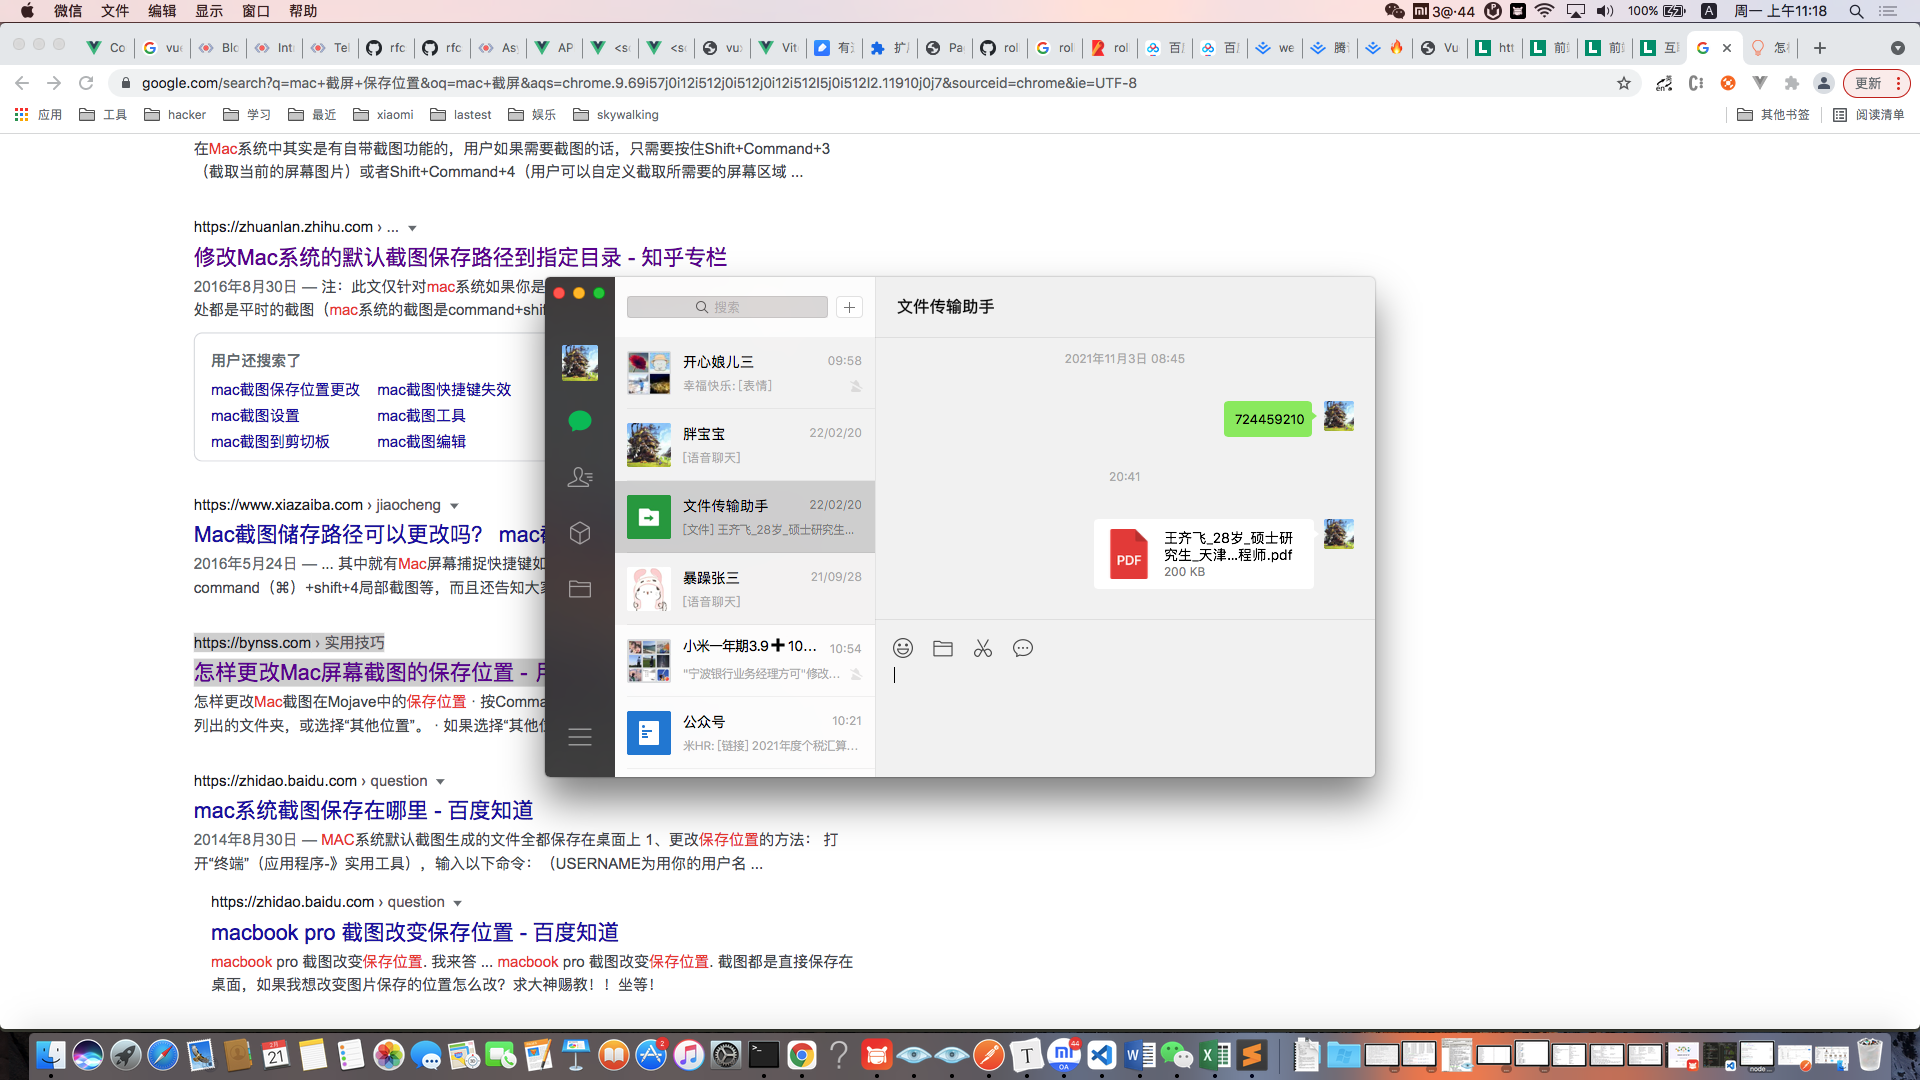 微信 文件 编辑 显示 窗口 帮助
3@·44 100% A 周一 上午11:18
Co vue Blo Int Tel rfc rfc Asy AP <sc <sc vu Vit 有 扩 Pa rol rol rol 百 百 we 腾 Vu htt 前 前 互 怎
google.com/search?q=mac+截屏+保存位置&oq=mac+截屏&aqs=chrome.9.69i57j0i12i512j0i512j0i12i512l5j0i512l2.11910j0j7&sourceid=chrome&ie=UTF-8
更新
应用 工具 hacker 学习 最近 xiaomi lastest 娱乐 skywalking 其他书签 阅读清单
在Mac系统中其实是有自带截图功能的，用户如果需要截图的话，只需要按住Shift+Command+3
（截取当前的屏幕图片）或者Shift+Command+4（用户可以自定义截取所需要的屏幕区域 ...
https://zhuanlan.zhihu.com › ...
修改Mac系统的默认截图保存路径到指定目录 - 知乎专栏
2016年8月30日 — 注：此文仅针对mac系统如果你是
处都是平时的截图（mac系统的截图是command+shif
用户还搜索了
mac截图保存位置更改 mac截图快捷键失效
mac截图设置 mac截图工具
mac截图到剪切板 mac截图编辑
https://www.xiazaiba.com › jiaocheng
Mac截图储存路径可以更改吗？ mac截
2016年5月24日 — ... 其中就有Mac屏幕捕捉快捷键如
command（⌘）+shift+4局部截图等，而且还告知大家
https://bynss.com › 实用技巧
怎样更改Mac屏幕截图的保存位置 - 用
怎样更改Mac截图在Mojave中的保存位置 · 按Comma
列出的文件夹，或选择“其他位置”。 · 如果选择“其他位
https://zhidao.baidu.com › question
mac系统截图保存在哪里 - 百度知道
2014年8月30日 — MAC系统默认截图生成的文件全都保存在桌面上 1、更改保存位置的方法： 打
开“终端”（应用程序-》实用工具），输入以下命令：（USERNAME为用你的用户名 ...
https://zhidao.baidu.com › question
macbook pro 截图改变保存位置 - 百度知道
macbook pro 截图改变保存位置. 我来答 ... macbook pro 截图改变保存位置. 截图都是直接保存在
桌面，如果我想改变图片保存的位置怎么改？求大神赐教！！坐等！
搜索
开心娘儿三 09:58
幸福快乐: [表情]
胖宝宝 22/02/20
[语音聊天]
文件传输助手 22/02/20
[文件] 王齐飞_28岁_硕士研究生...
暴躁张三 21/09/28
[语音聊天]
小米一年期3.9➕10... 10:54
"宁波银行业务经理方可"修改...
公众号 10:21
米HR: [链接] 2021年度个税汇算...
文件传输助手
2021年11月3日 08:45
724459210
20:41
PDF
王齐飞_28岁_硕士研
究生_天津...程师.pdf
200 KB